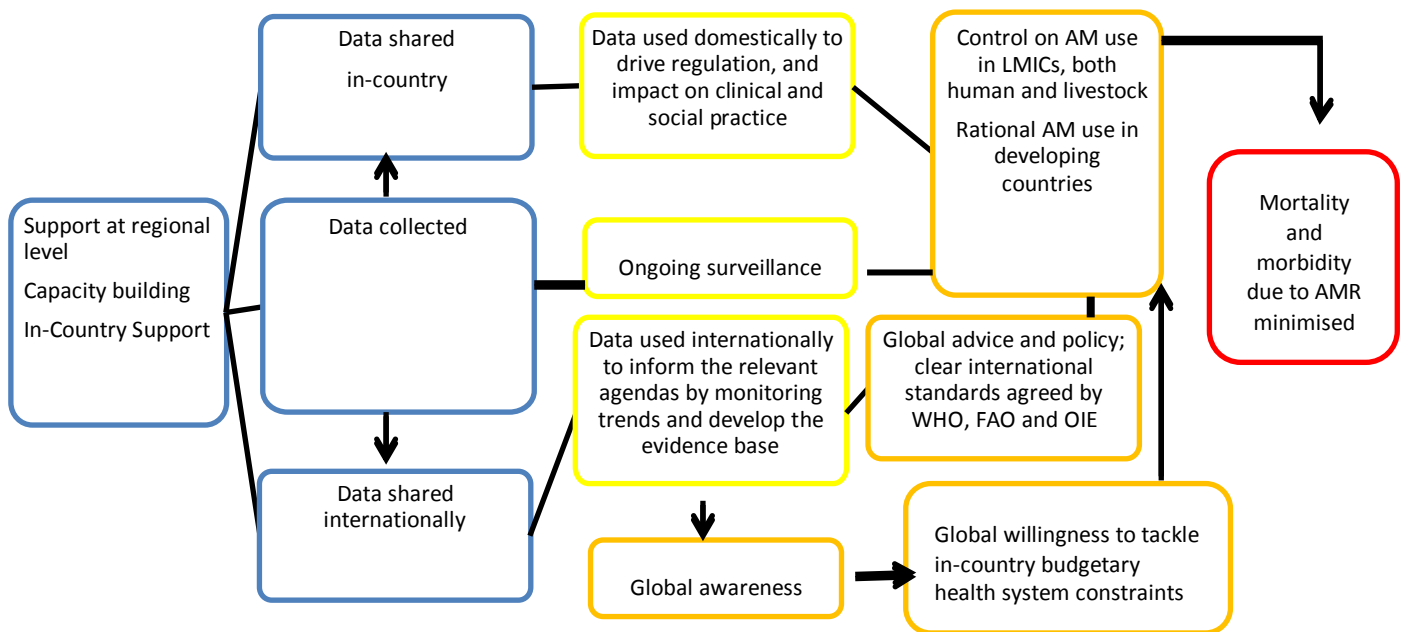 Support at regional
level
Capacity building
In-Country Support
Data shared
in-country
Data collected
Data shared
internationally
Data used domestically to
drive regulation, and
impact on clinical and
social practice
Ongoing surveillance
Data used internationally
to inform the relevant
agendas by monitoring
trends and develop the
evidence base
Global awareness
Control on AM use
in LMICs, both
human and livestock
Rational AM use in
developing
countries
Global advice and policy;
clear international
standards agreed by
WHO, FAO and OIE
Global willingness to tackle
in-country budgetary
health system constraints
Mortality
and
morbidity
due to AMR
minimised